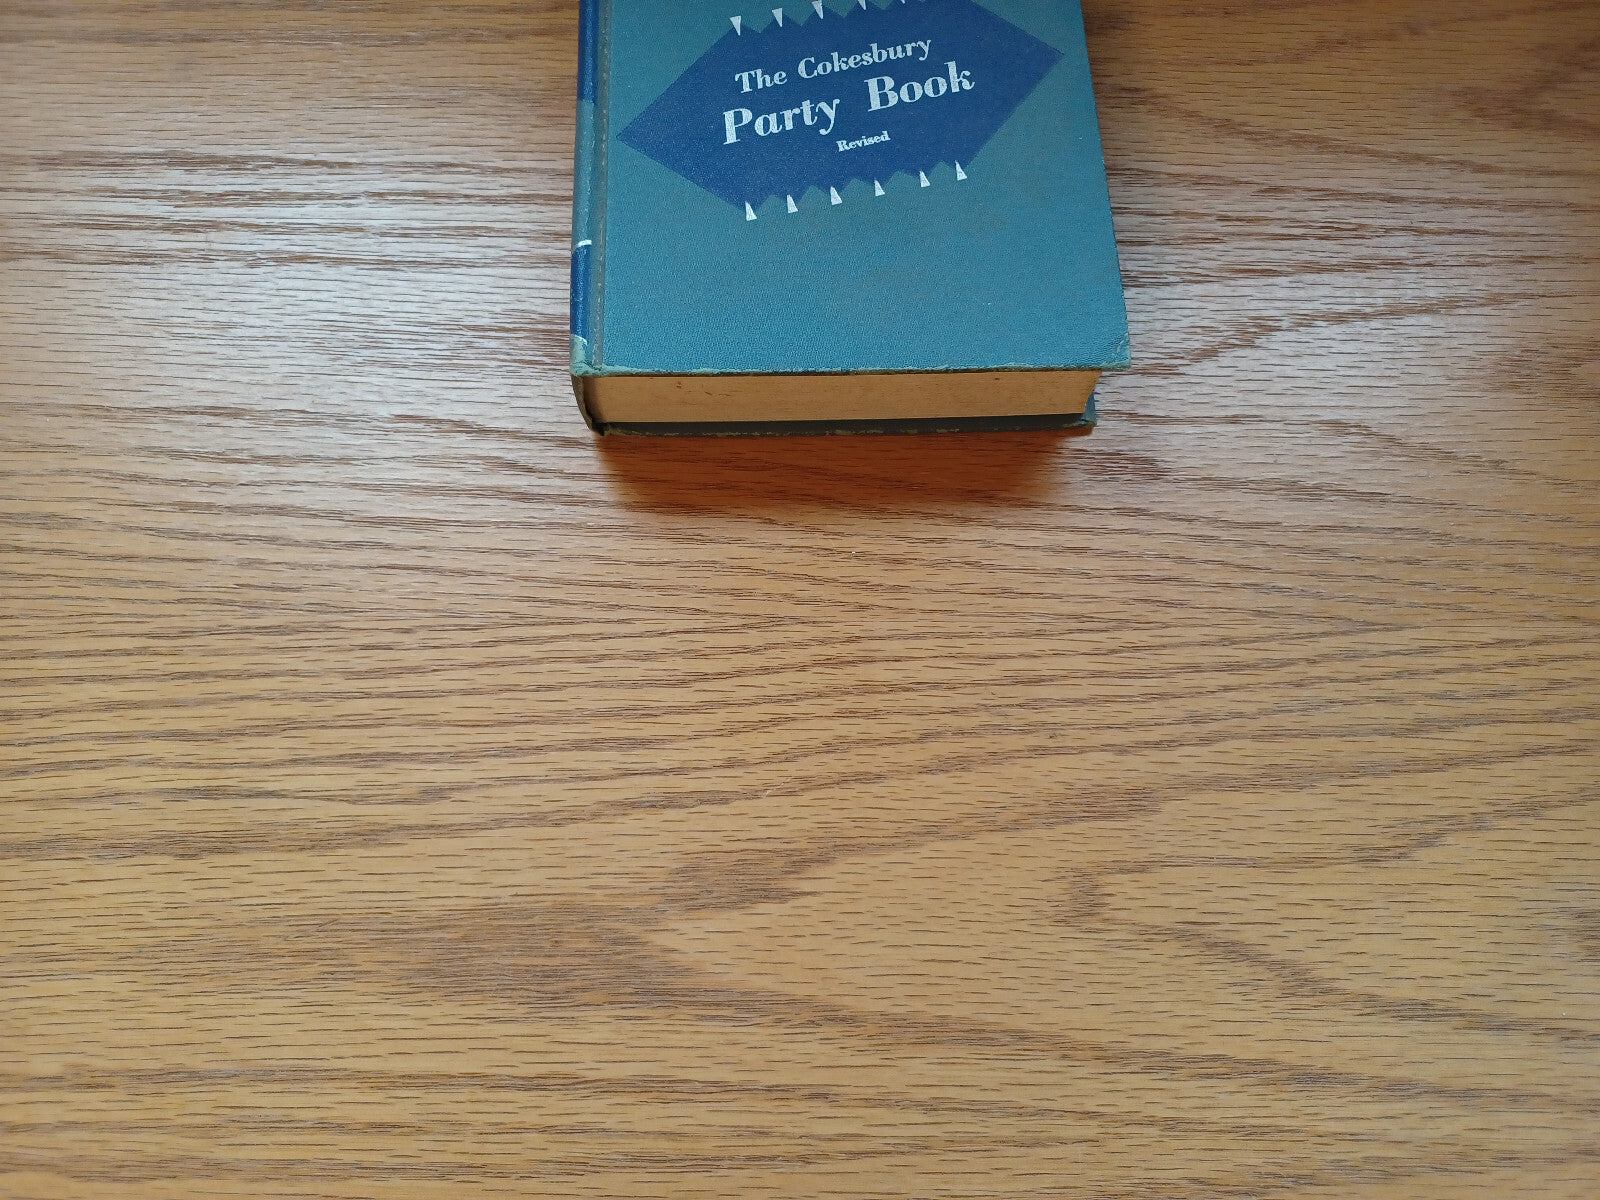 The Cokesbury
Party Book
Revised